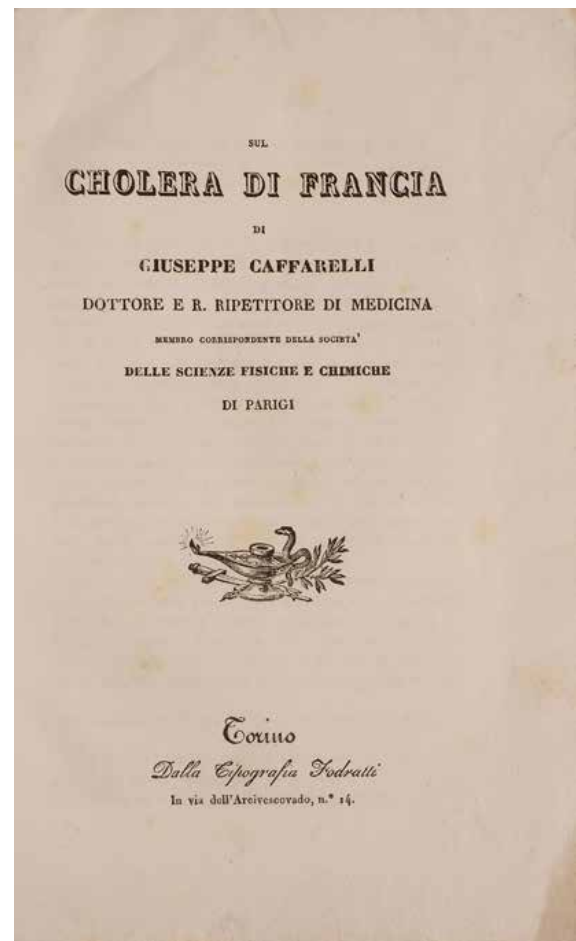 SUL
CHOLERA DI FRANCIA
DI
GIUSEPPE CAFFARELLI
DOTTORE E R. RIPETITORE DI MEDICINA
MEMBRO CORRISPONDENTE DELLA SOCIETA'
DELLE SCIENZE FISICHE E CHIMICHE
DI PARIGI
Torino
Dalla Tipografia Fodratti
In via dell'Arcivescovado, n.° 14.